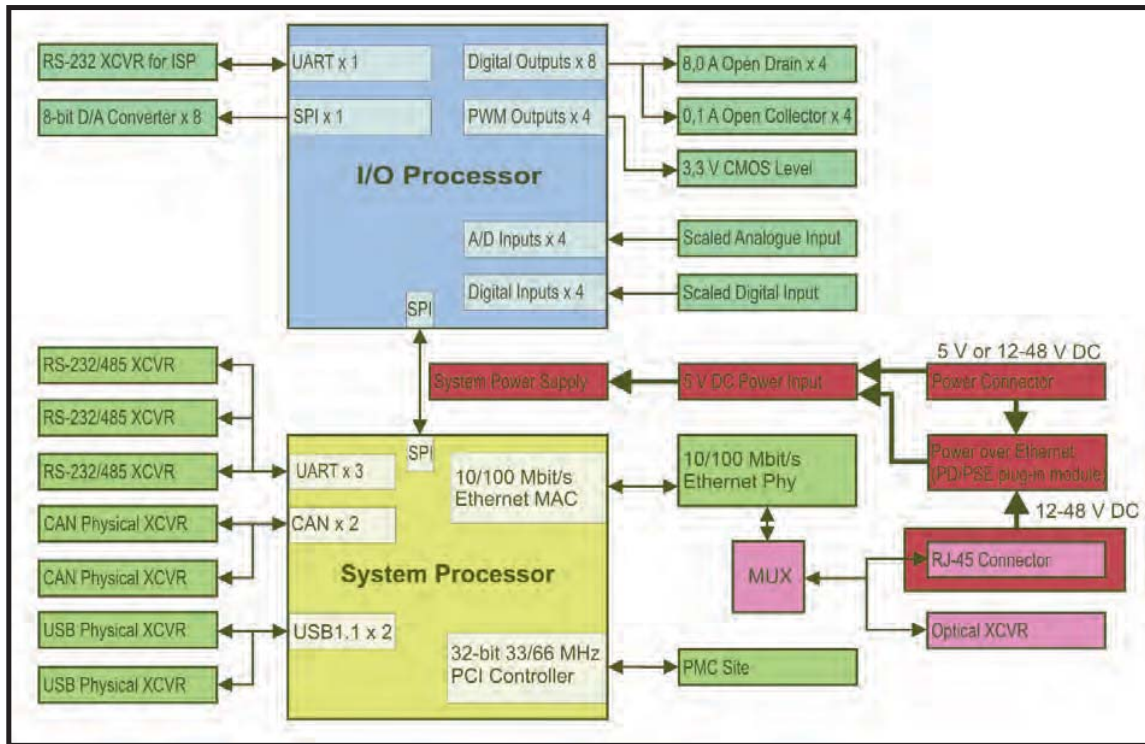 RS-232 XCVR for ISP
8-bit D/A Converter x 8
UART x 1
SPI x 1
Digital Outputs x 8
PWM Outputs x 4
I/O Processor
A/D Inputs x 4
Digital Inputs x 4
SPI
8,0 A Open Drain x 4
0,1 A Open Collector x 4
3,3 V CMOS Level
Scaled Analogue Input
Scaled Digital Input
RS-232/485 XCVR
RS-232/485 XCVR
RS-232/485 XCVR
CAN Physical XCVR
CAN Physical XCVR
USB Physical XCVR
USB Physical XCVR
System Power Supply
5 V DC Power Input
5 V or 12-48 V DC
Power Connector
Power over Ethernet
(PD/PSE plug-in module)
12-48 V DC
RJ-45 Connector
Optical XCVR
SPI
UART x 3
CAN x 2
10/100 Mbit/s
Ethernet MAC
System Processor
USB1.1 x 2
32-bit 33/66 MHz
PCI Controller
10/100 Mbit/s
Ethernet Phy
MUX
PMC Site